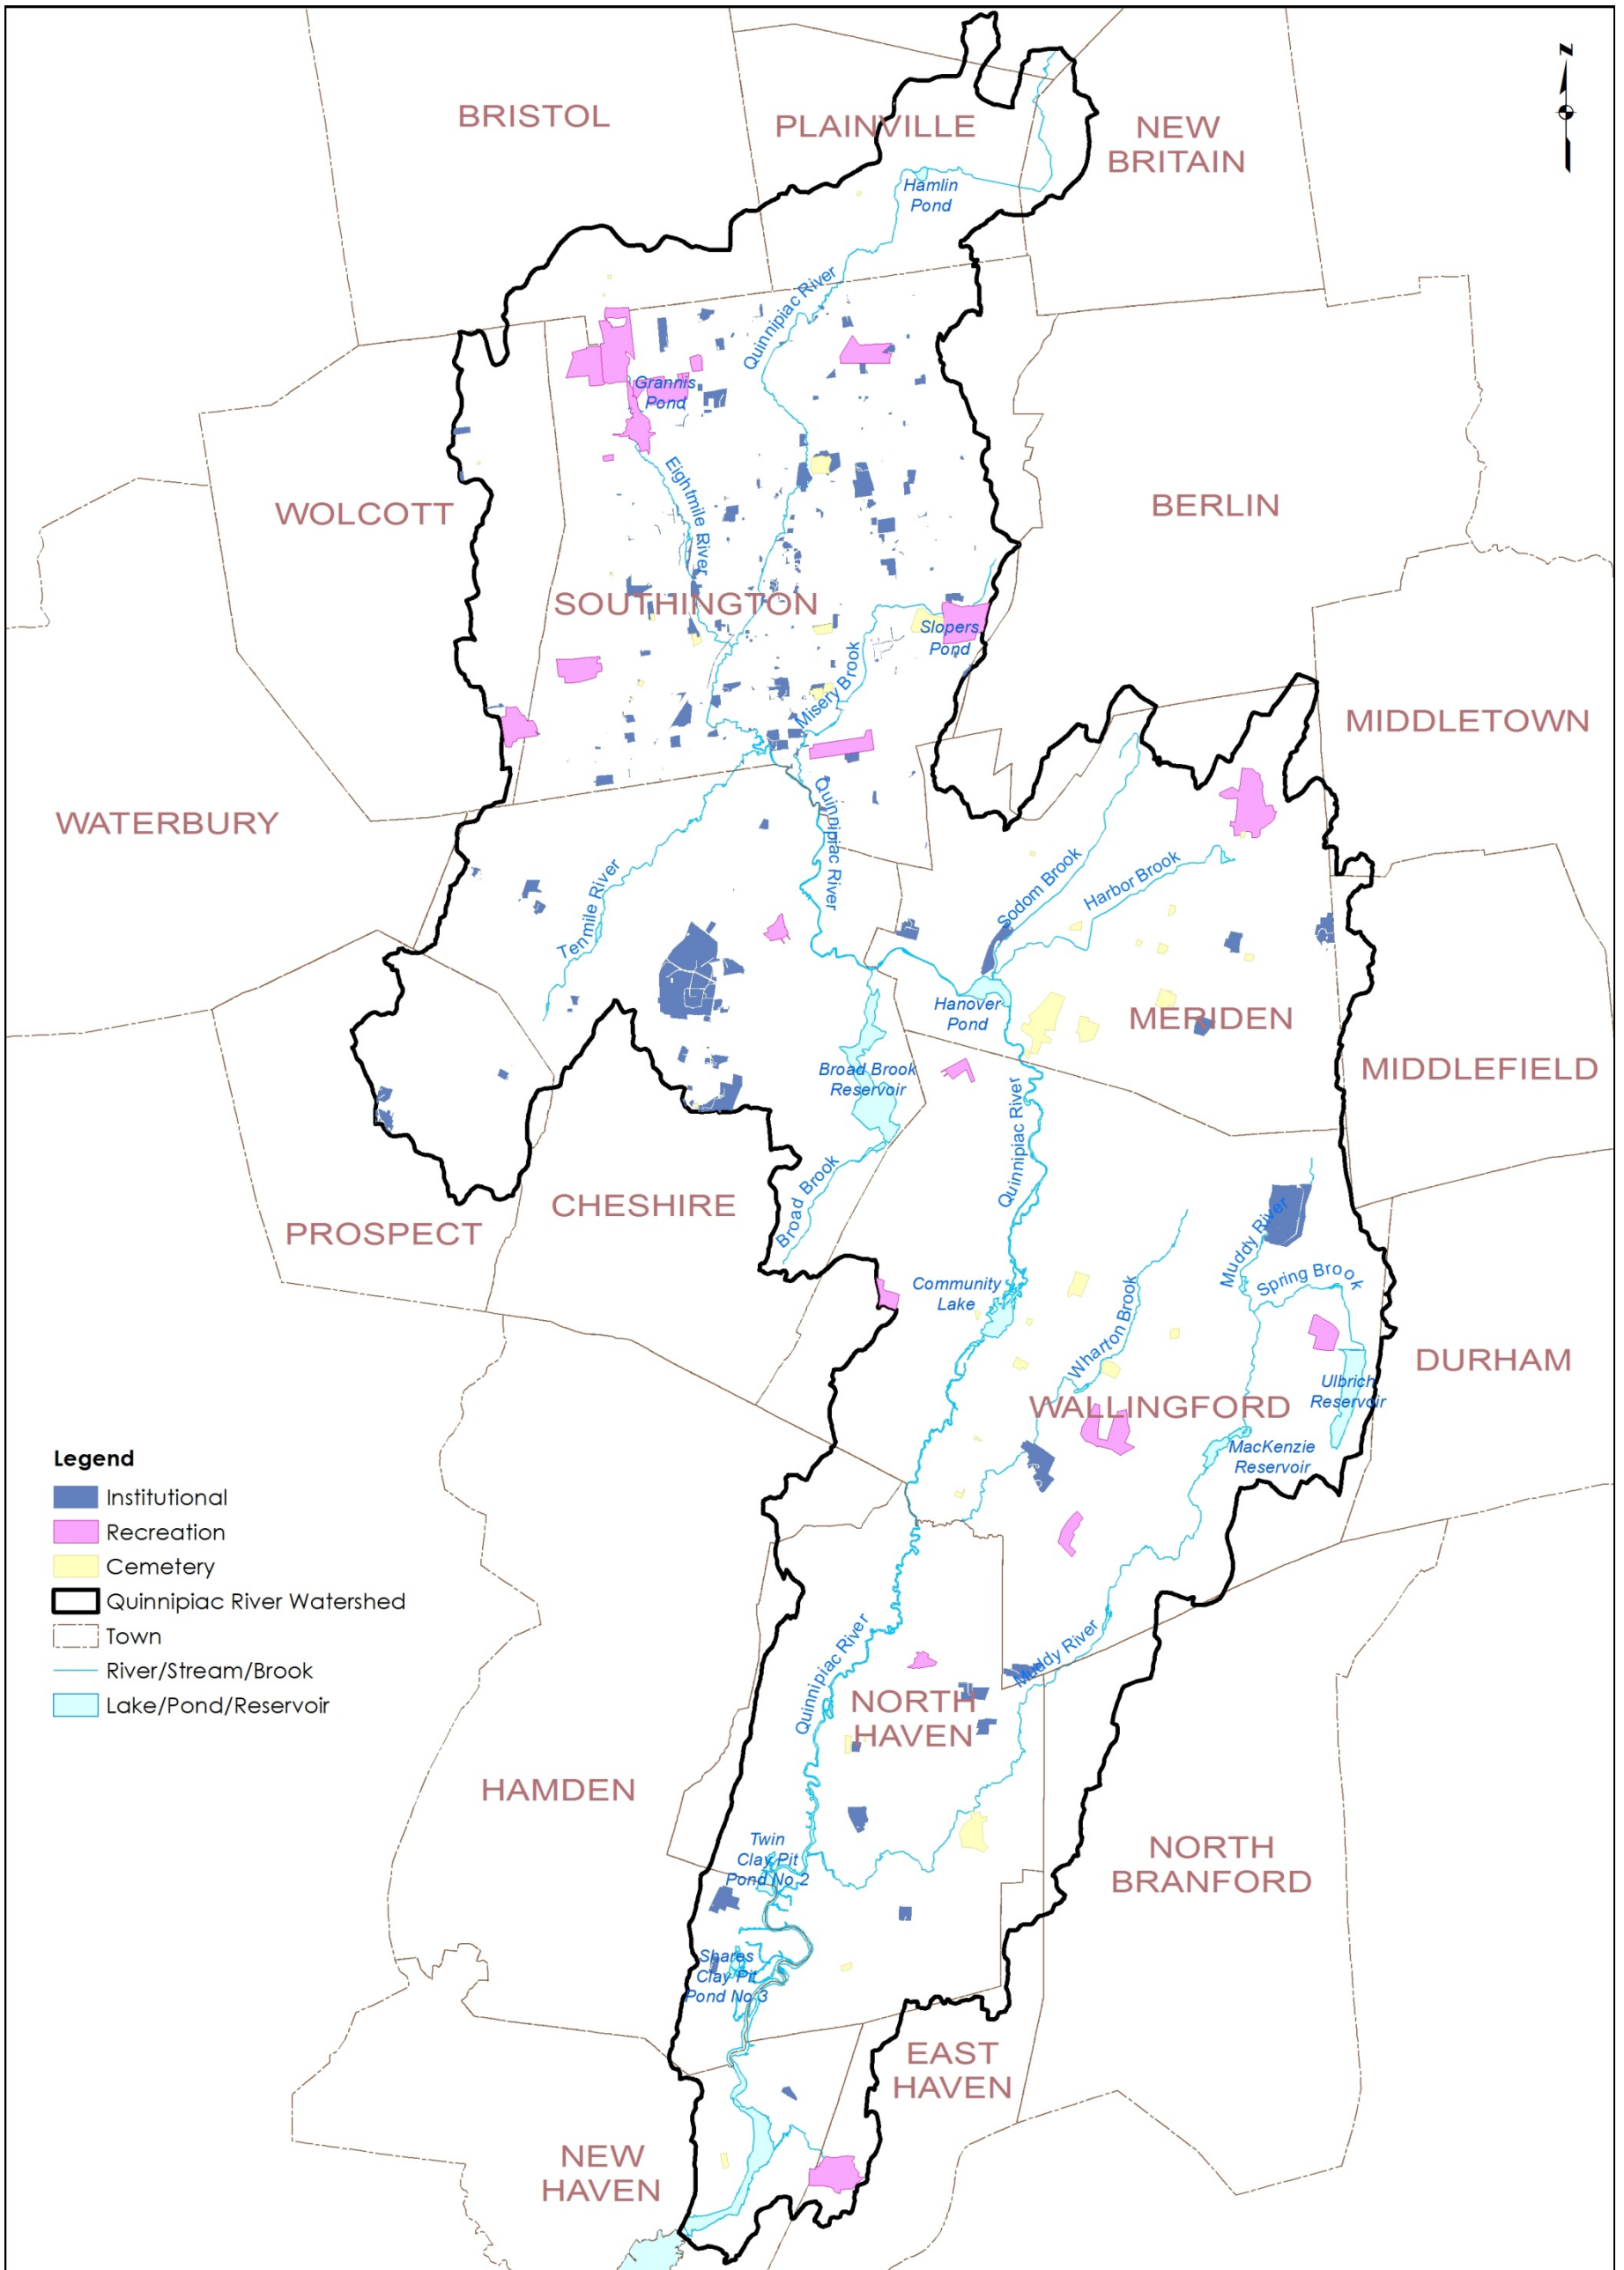 N
BRISTOL
PLAINVILLE
NEW
BRITAIN
Hamlin
Pond
Quinnipiac River
Grannis
Pond
Eightmile River
WOLCOTT
BERLIN
SOUTHINGTON
Slopers
Pond
Misery Brook
MIDDLETOWN
WATERBURY
Quinnipiac River
Tenmile River
Sodom Brook
Harbor Brook
Hanover
Pond
MERIDEN
Broad Brook
Reservoir
MIDDLEFIELD
Quinnipiac River
Broad Brook
CHESHIRE
PROSPECT
Muddy River
Spring Brook
Community
Lake
Wharton Brook
DURHAM
Ulbrich
Reservoir
WALLINGFORD
MacKenzie
Reservoir
Legend
Institutional
Recreation
Cemetery
Quinnipiac River Watershed
Town
River/Stream/Brook
Lake/Pond/Reservoir
Quinnipiac River
Muddy River
NORTH
HAVEN
HAMDEN
Twin
Clay Pit
Pond No 2
NORTH
BRANFORD
Shares
Clay Pit
Pond No 3
EAST
HAVEN
NEW
HAVEN